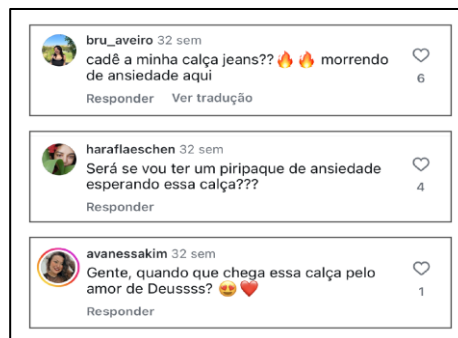 bru_aveiro 32 sem
cadê a minha calça jeans??🔥🔥 morrendo
de ansiedade aqui
6
Responder Ver tradução
haraflaeschen 32 sem
Será se vou ter um piripaque de ansiedade
esperando essa calça???
4
Responder
avanessakim 32 sem
Gente, quando que chega essa calça pelo
amor de Deussss? 😍❤️
1
Responder